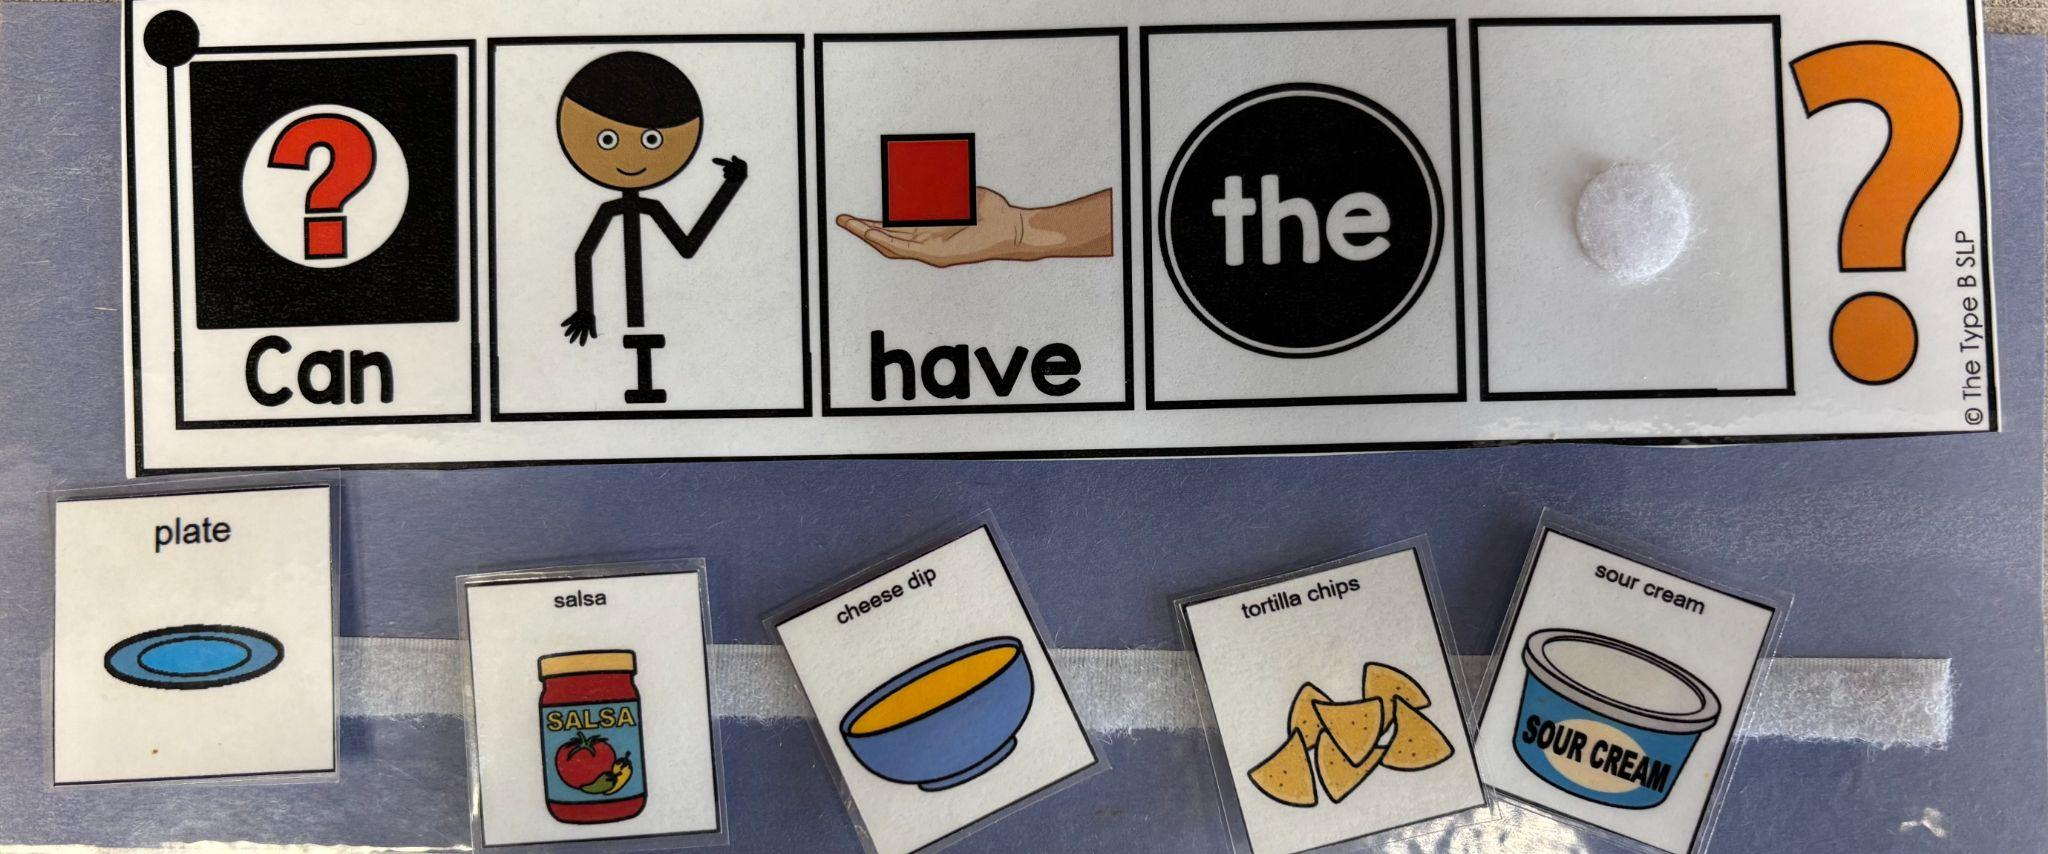 Can I have the
© The Type B SLP
plate
salsa
SALSA
cheese dip
tortilla chips
sour cream
SOUR CREAM